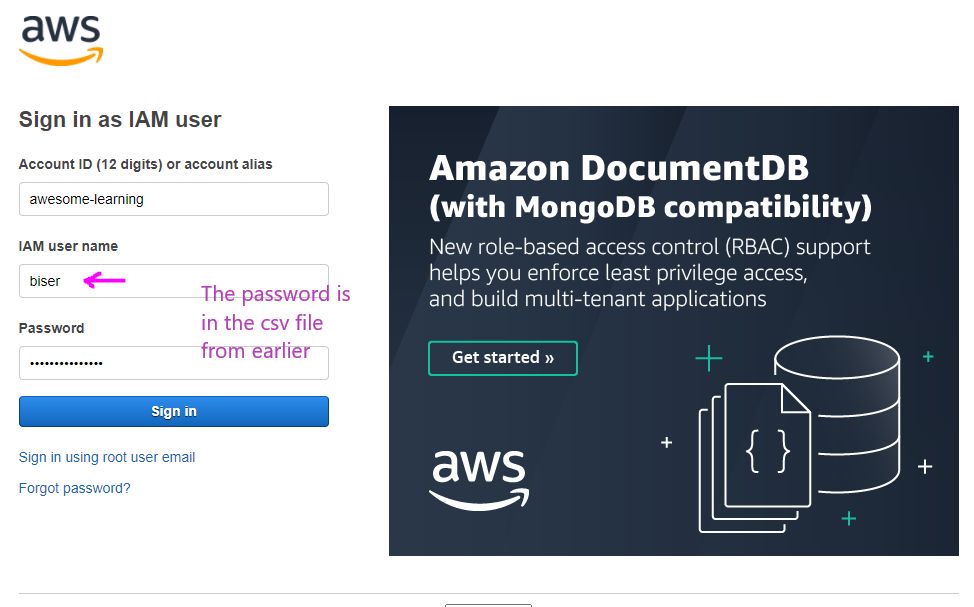 aws
Sign in as IAM user
Account ID (12 digits) or account alias
awesome-learning
IAM user name
biser
The password is
in the csv file
from earlier
Password
•••••••••••••••
Sign in
Sign in using root user email
Forgot password?
Amazon DocumentDB
(with MongoDB compatibility)
New role-based access control (RBAC) support
helps you enforce least privilege access,
and build multi-tenant applications
Get started »
{ }
aws